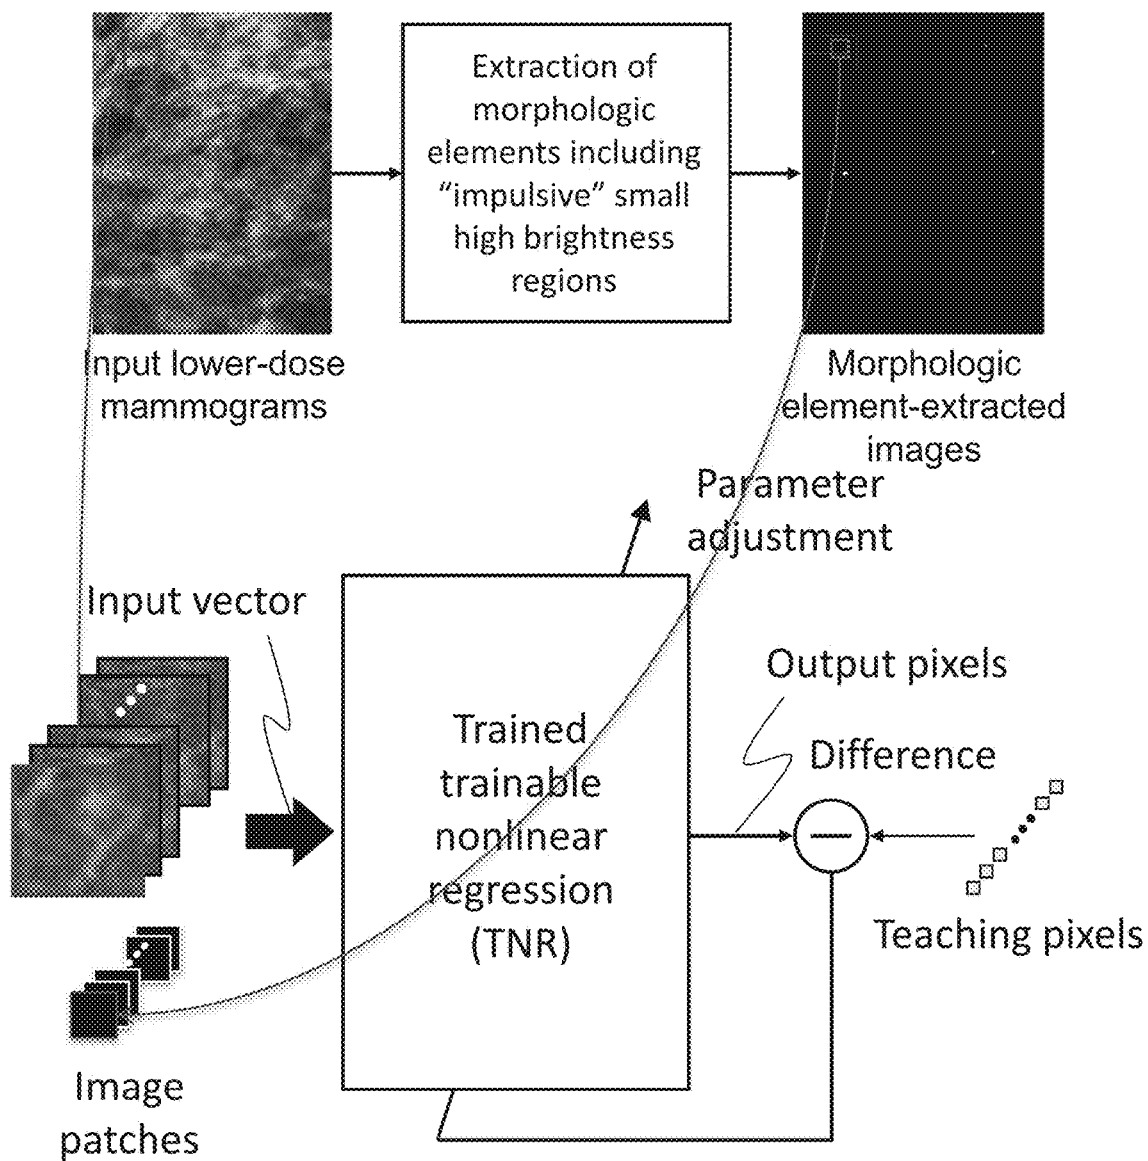 Extraction of
morphologic
elements including
“impulsive” small
high brightness
regions
Input lower-dose
mammograms
Morphologic
element-extracted
images
Parameter
adjustment
Input vector
Output pixels
Trained
trainable
nonlinear
regression
(TNR)
Difference
Teaching pixels
Image
patches